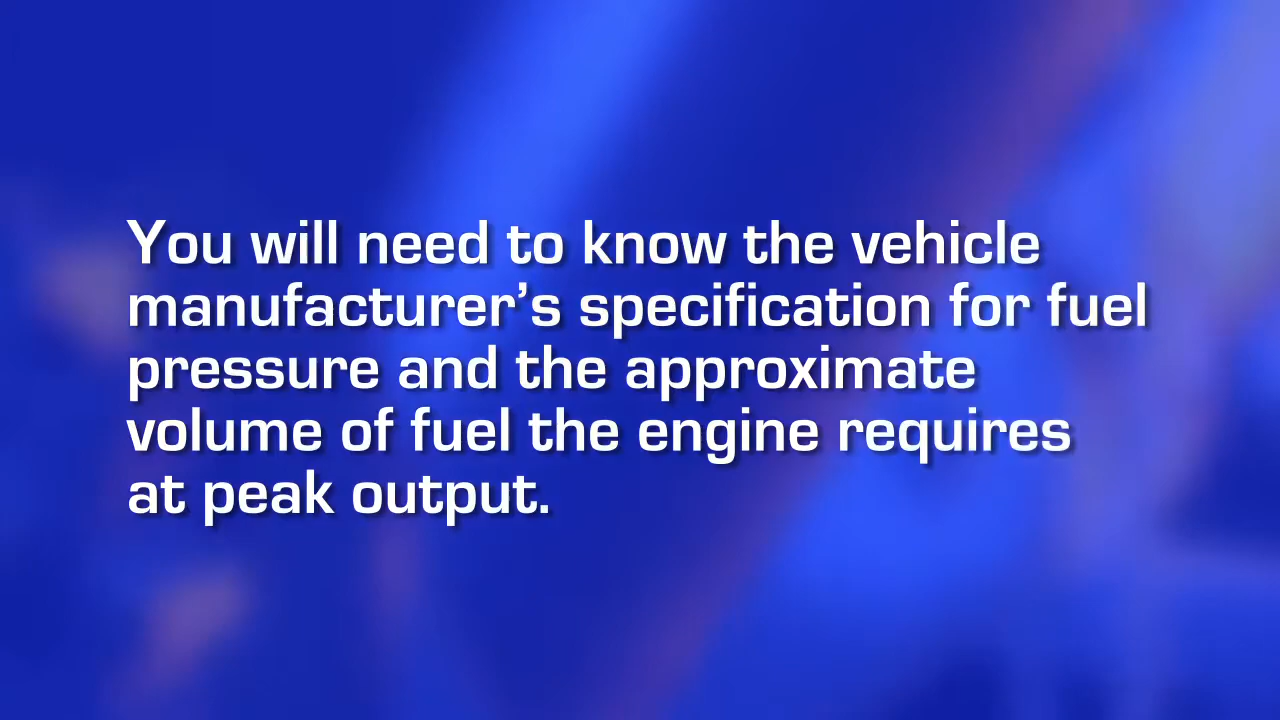 You will need to know the vehicle
manufacturer’s specification for fuel
pressure and the approximate
volume of fuel the engine requires
at peak output.